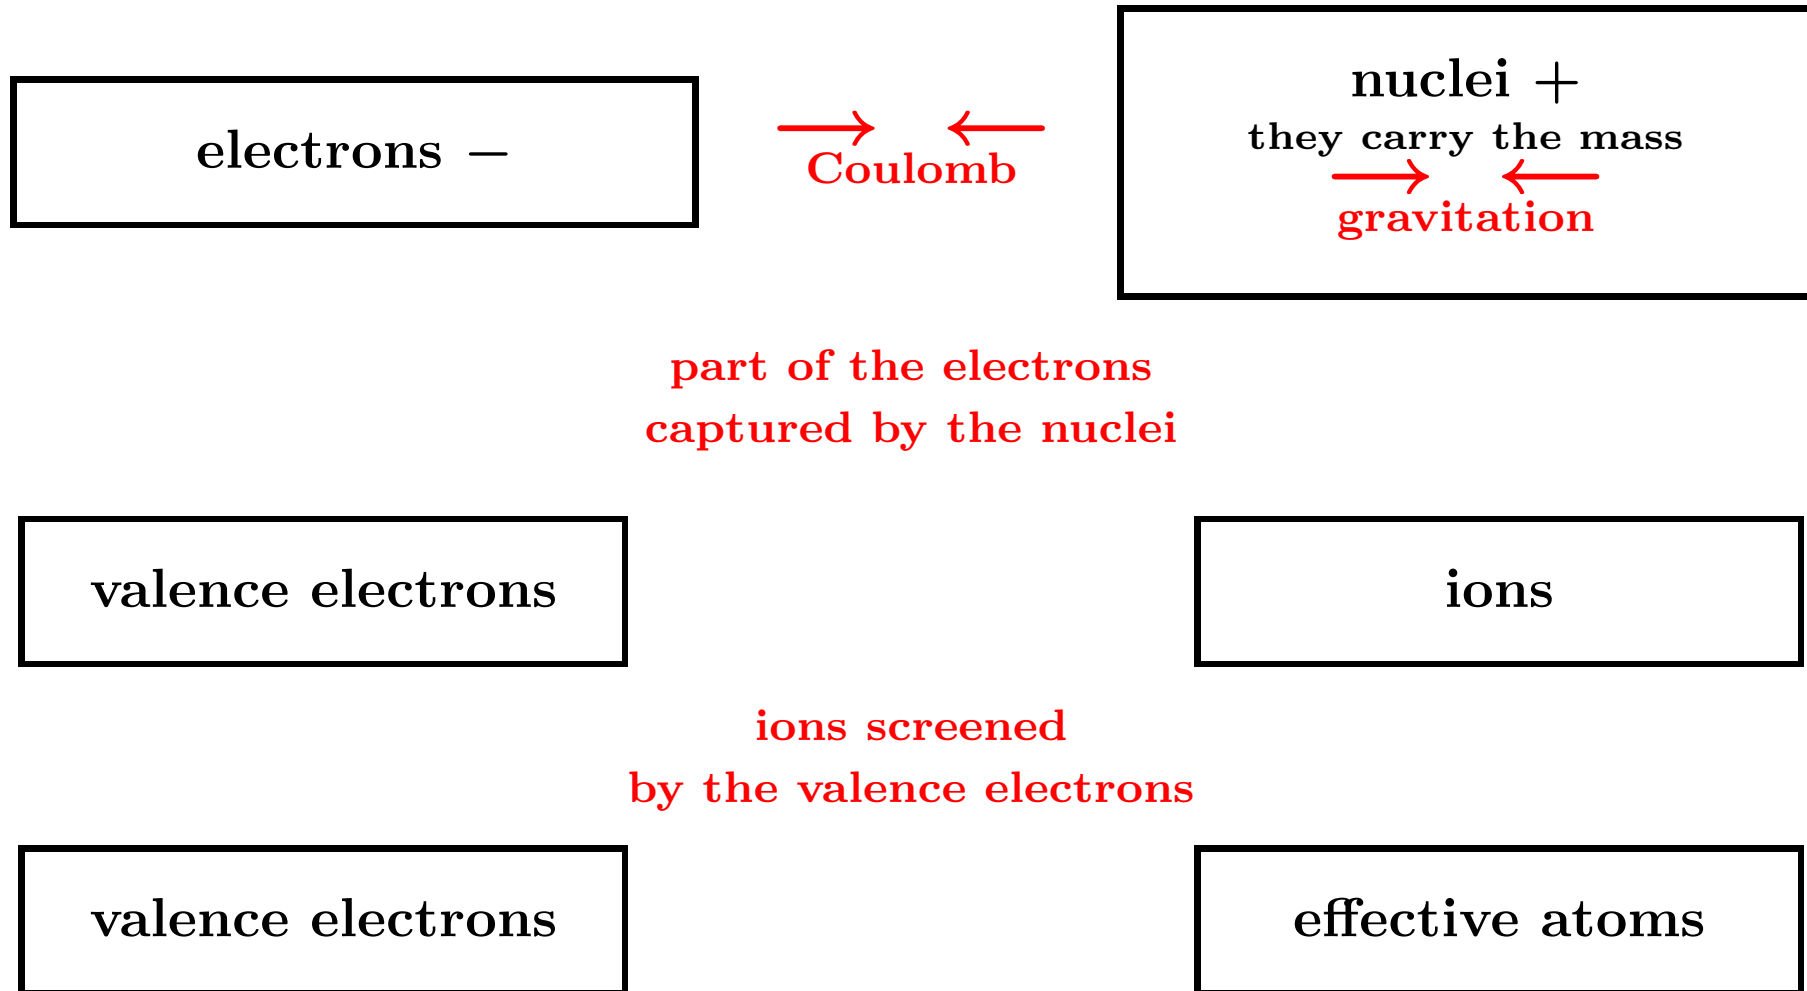 electrons −
Coulomb
nuclei +
they carry the mass
gravitation
part of the electrons
captured by the nuclei
valence electrons
ions
ions screened
by the valence electrons
valence electrons
effective atoms